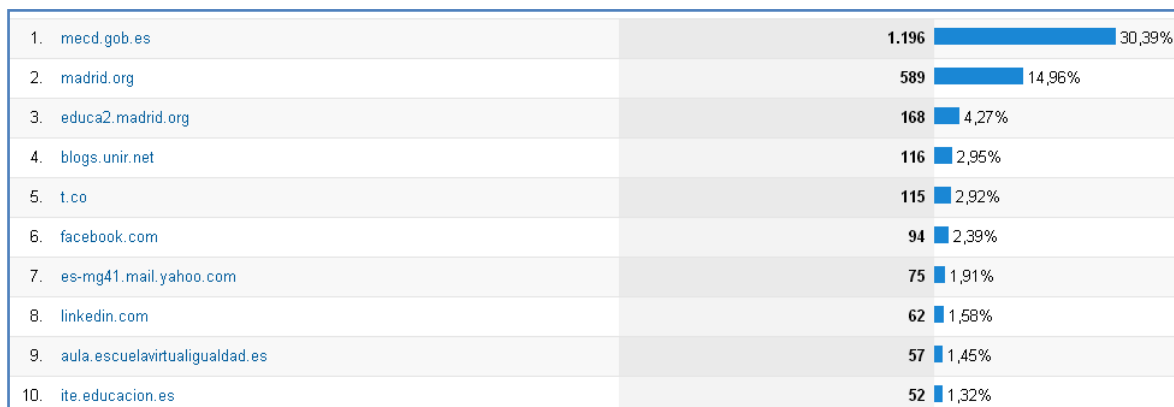 1. mecd.gob.es 1.196 30,39%
2. madrid.org 589 14,96%
3. educa2.madrid.org 168 4,27%
4. blogs.unir.net 116 2,95%
5. t.co 115 2,92%
6. facebook.com 94 2,39%
7. es-mg41.mail.yahoo.com 75 1,91%
8. linkedin.com 62 1,58%
9. aula.escuelavirtualigualdad.es 57 1,45%
10. ite.educacion.es 52 1,32%